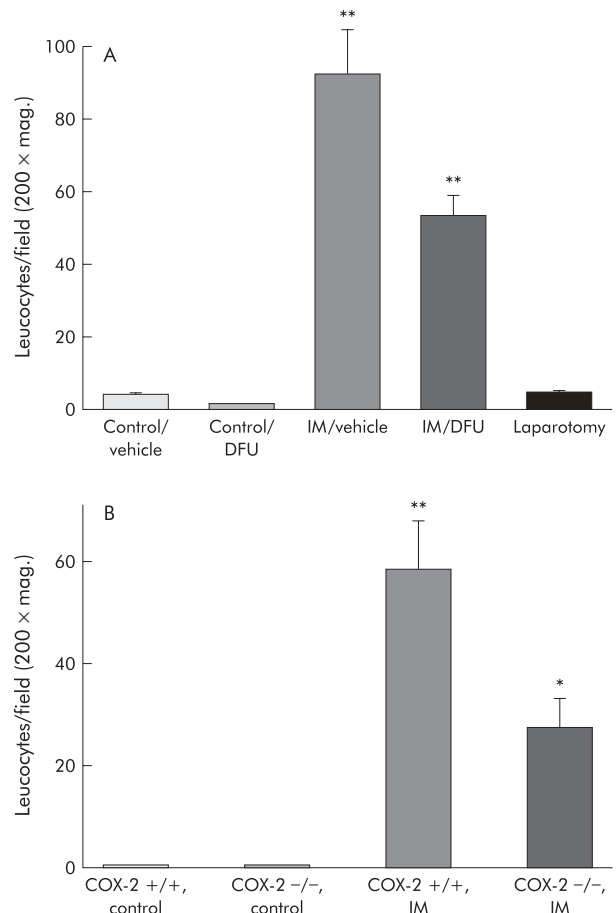 A
Leucocytes/field (200 × mag.)
100
80
60
40
20
0
**
**
Control/
vehicle
Control/
DFU
IM/vehicle
IM/DFU
Laparotomy
B
Leucocytes/field (200 × mag.)
60
40
20
0
**
*
COX-2 +/+,
control
COX-2 −/−,
control
COX-2 +/+,
IM
COX-2 −/−,
IM